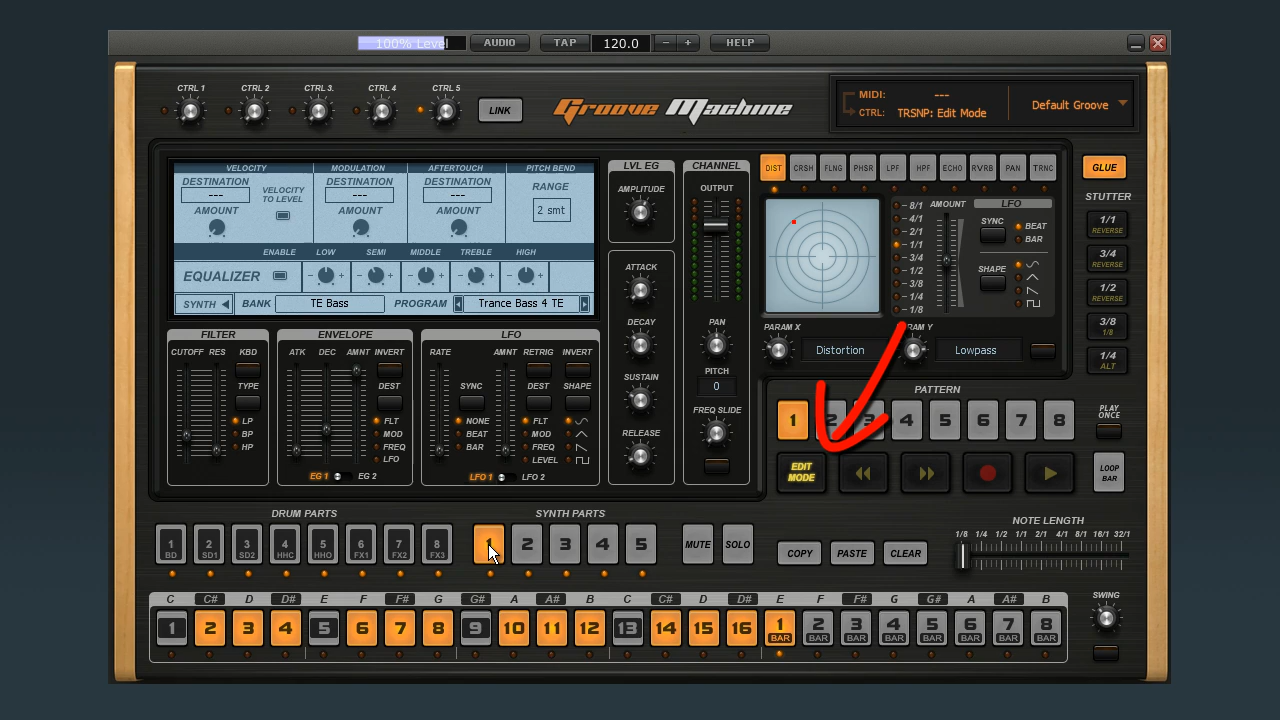 100% Level AUDIO TAP 120.0 − + HELP
CTRL 1 CTRL 2 CTRL 3. CTRL 4 CTRL 5
LINK
Groove Machine
MIDI: ---
CTRL: TRSNP: Edit Mode
Default Groove
VELOCITY MODULATION AFTERTOUCH PITCH BEND
DESTINATION DESTINATION DESTINATION RANGE
--- --- ---
VELOCITY TO LEVEL
2 smt
AMOUNT AMOUNT AMOUNT
ENABLE LOW SEMI MIDDLE TREBLE HIGH
EQUALIZER − + − + − + − + − +
SYNTH BANK TE Bass PROGRAM Trance Bass 4 TE
LVL EG
AMPLITUDE
ATTACK
DECAY
SUSTAIN
RELEASE
CHANNEL
OUTPUT
PAN
PITCH
0
FREQ SLIDE
DIST CRSH FLNG PHSR LPF HPF ECHO RVRB PAN TRNC
8/1
4/1
2/1
1/1
3/4
1/2
3/8
1/4
1/8
AMOUNT
LFO
SYNC BEAT
BAR
SHAPE
PARAM X Distortion
RAM Y Lowpass
GLUE
STUTTER
1/1 REVERSE
3/4 REVERSE
1/2 REVERSE
3/8 1/8
1/4 ALT
FILTER
CUTOFF RES KBD
TYPE
LP
BP
HP
ENVELOPE
ATK DEC AMNT INVERT
DEST
FLT
MOD
FREQ
LFO
EG 1 EG 2
LFO
RATE AMNT RETRIG INVERT
SYNC DEST SHAPE
NONE FLT
BEAT MOD
BAR FREQ
LEVEL
LFO 1 LFO 2
PATTERN
1 2 3 4 5 6 7 8
PLAY ONCE
EDIT MODE
LOOP BAR
DRUM PARTS
1 BD 2 SD1 3 SD2 4 HHC 5 HHO 6 FX1 7 FX2 8 FX3
SYNTH PARTS
1 2 3 4 5
MUTE SOLO
COPY PASTE CLEAR
NOTE LENGTH
1/8 1/4 1/2 1/1 2/1 4/1 8/1 16/1 32/1
C C# D D# E F F# G G# A A# B C C# D D# E F F# G G# A A# B
1 2 3 4 5 6 7 8 9 10 11 12 13 14 15 16 1 BAR 2 BAR 3 BAR 4 BAR 5 BAR 6 BAR 7 BAR 8 BAR
SWING